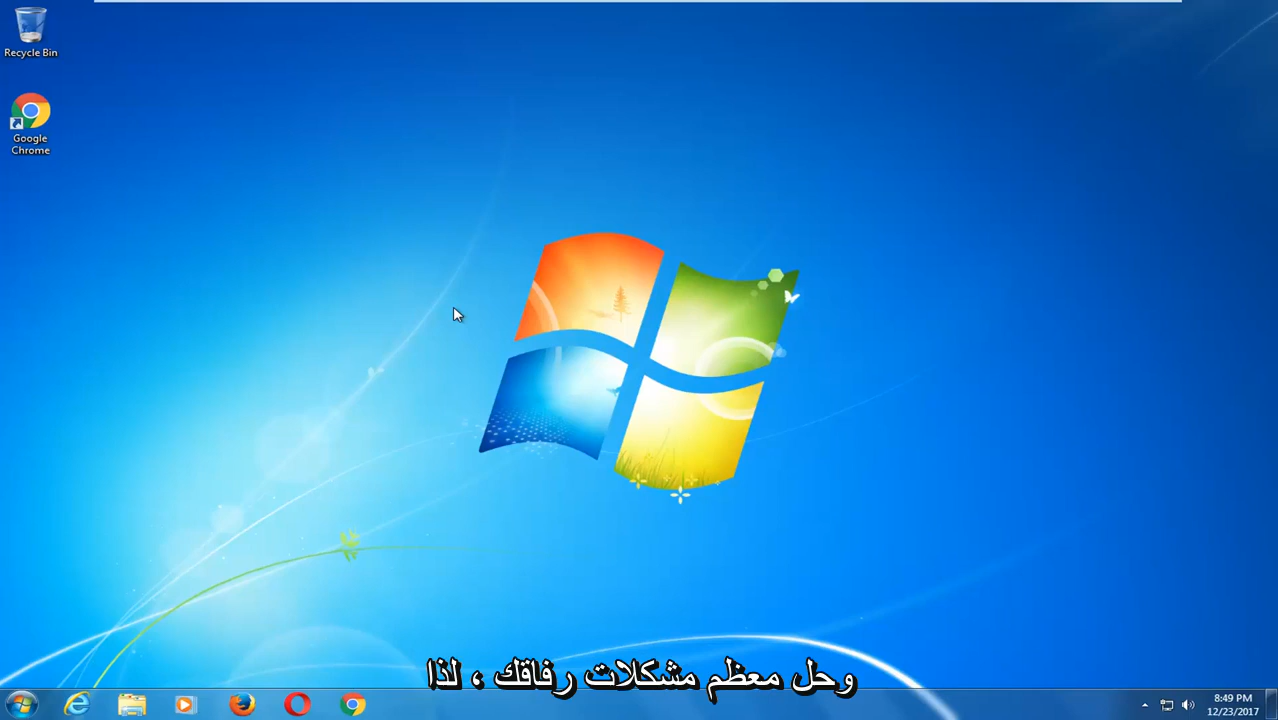 Recycle Bin
Google
Chrome
وحل معظم مشكلات رفاقك ، لذا
8:49 PM
12/23/2017